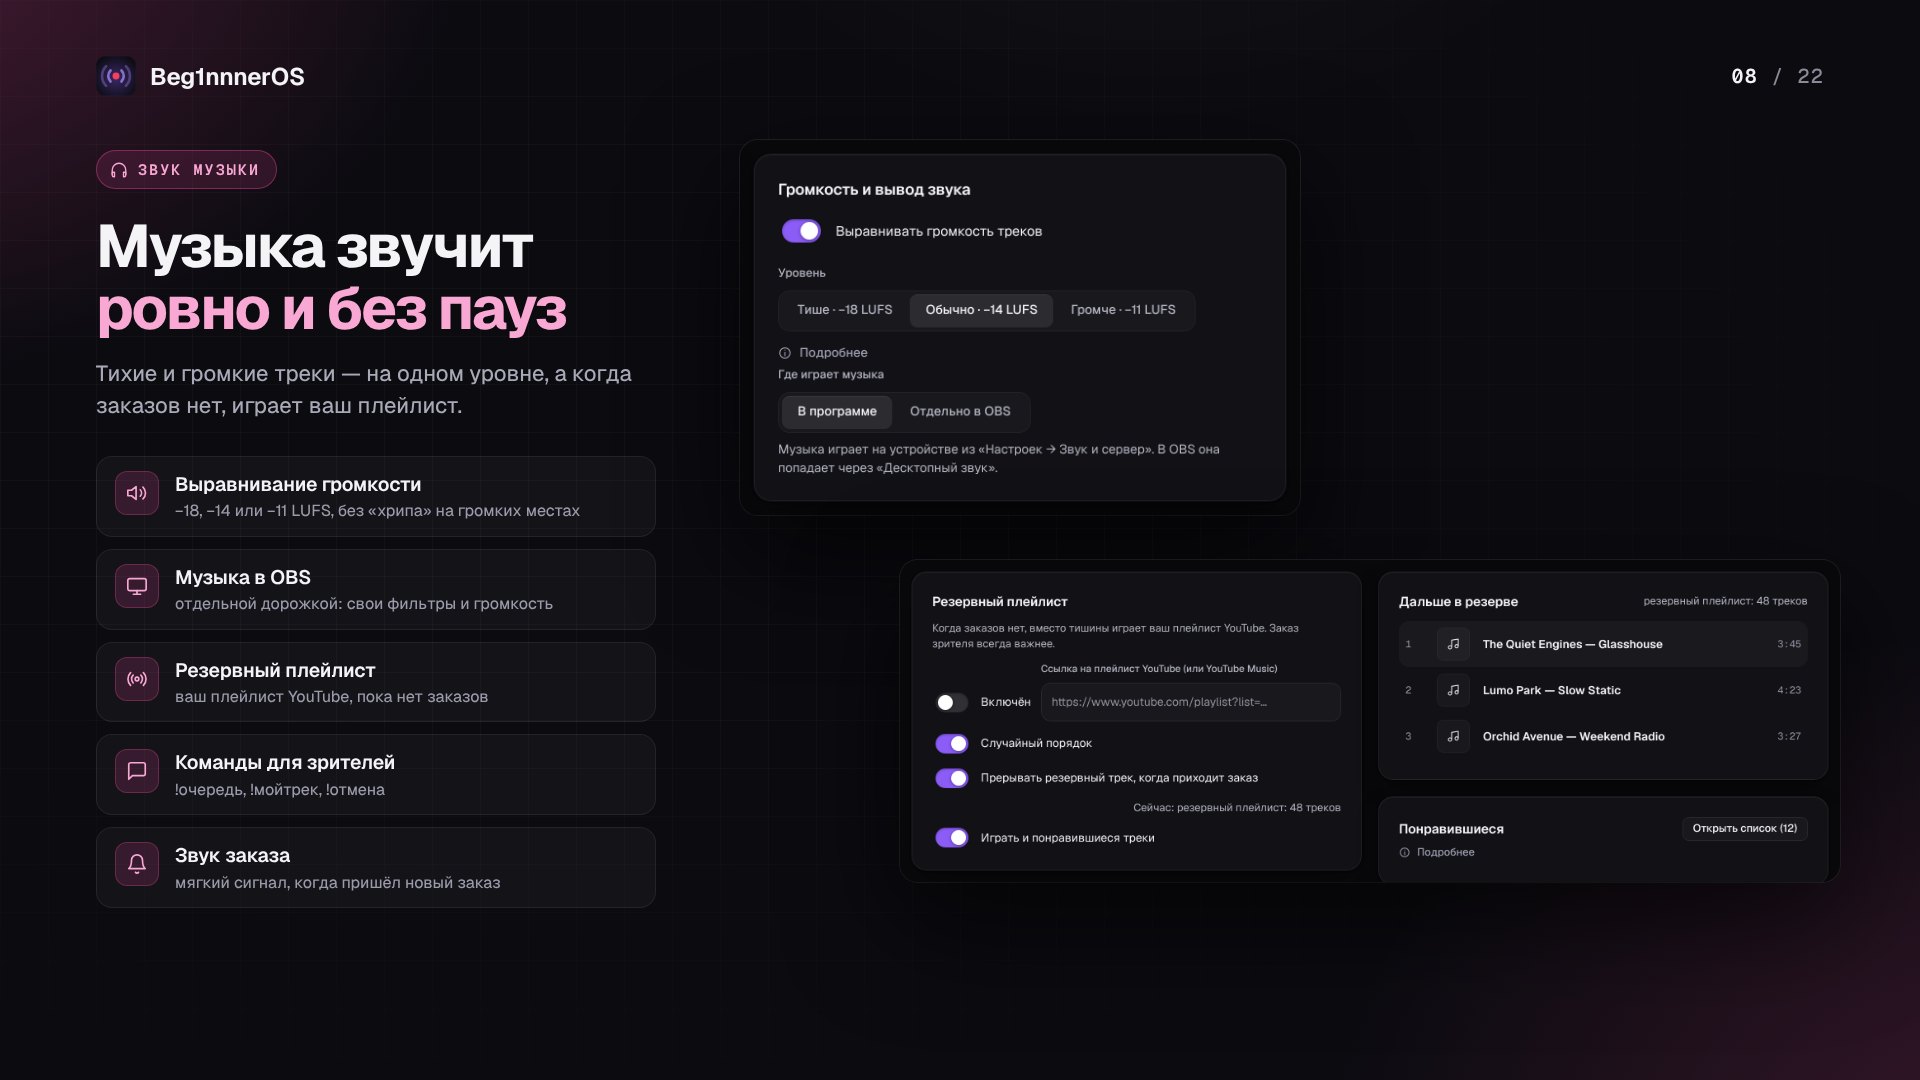 Beg1nnnerOS
08 / 22
ЗВУК МУЗЫКИ
Музыка звучит
ровно и без пауз
Тихие и громкие треки — на одном уровне, а когда
заказов нет, играет ваш плейлист.
Выравнивание громкости
−18, −14 или −11 LUFS, без «хрипа» на громких местах
Музыка в OBS
отдельной дорожкой: свои фильтры и громкость
Резервный плейлист
ваш плейлист YouTube, пока нет заказов
Команды для зрителей
!очередь, !мойтрек, !отмена
Звук заказа
мягкий сигнал, когда пришёл новый заказ
Громкость и вывод звука
Выравнивать громкость треков
Уровень
Тише · −18 LUFS
Обычно · −14 LUFS
Громче · −11 LUFS
Подробнее
Где играет музыка
В программе
Отдельно в OBS
Музыка играет на устройстве из «Настроек → Звук и сервер». В OBS она
попадает через «Десктопный звук».
Резервный плейлист
Когда заказов нет, вместо тишины играет ваш плейлист YouTube. Заказ
зрителя всегда важнее.
Ссылка на плейлист YouTube (или YouTube Music)
Включён
https://www.youtube.com/playlist?list=…
Случайный порядок
Прерывать резервный трек, когда приходит заказ
Сейчас: резервный плейлист: 48 треков
Играть и понравившиеся треки
Дальше в резерве
резервный плейлист: 48 треков
1 The Quiet Engines — Glasshouse 3:45
2 Lumo Park — Slow Static 4:23
3 Orchid Avenue — Weekend Radio 3:27
Понравившиеся
Открыть список (12)
Подробнее